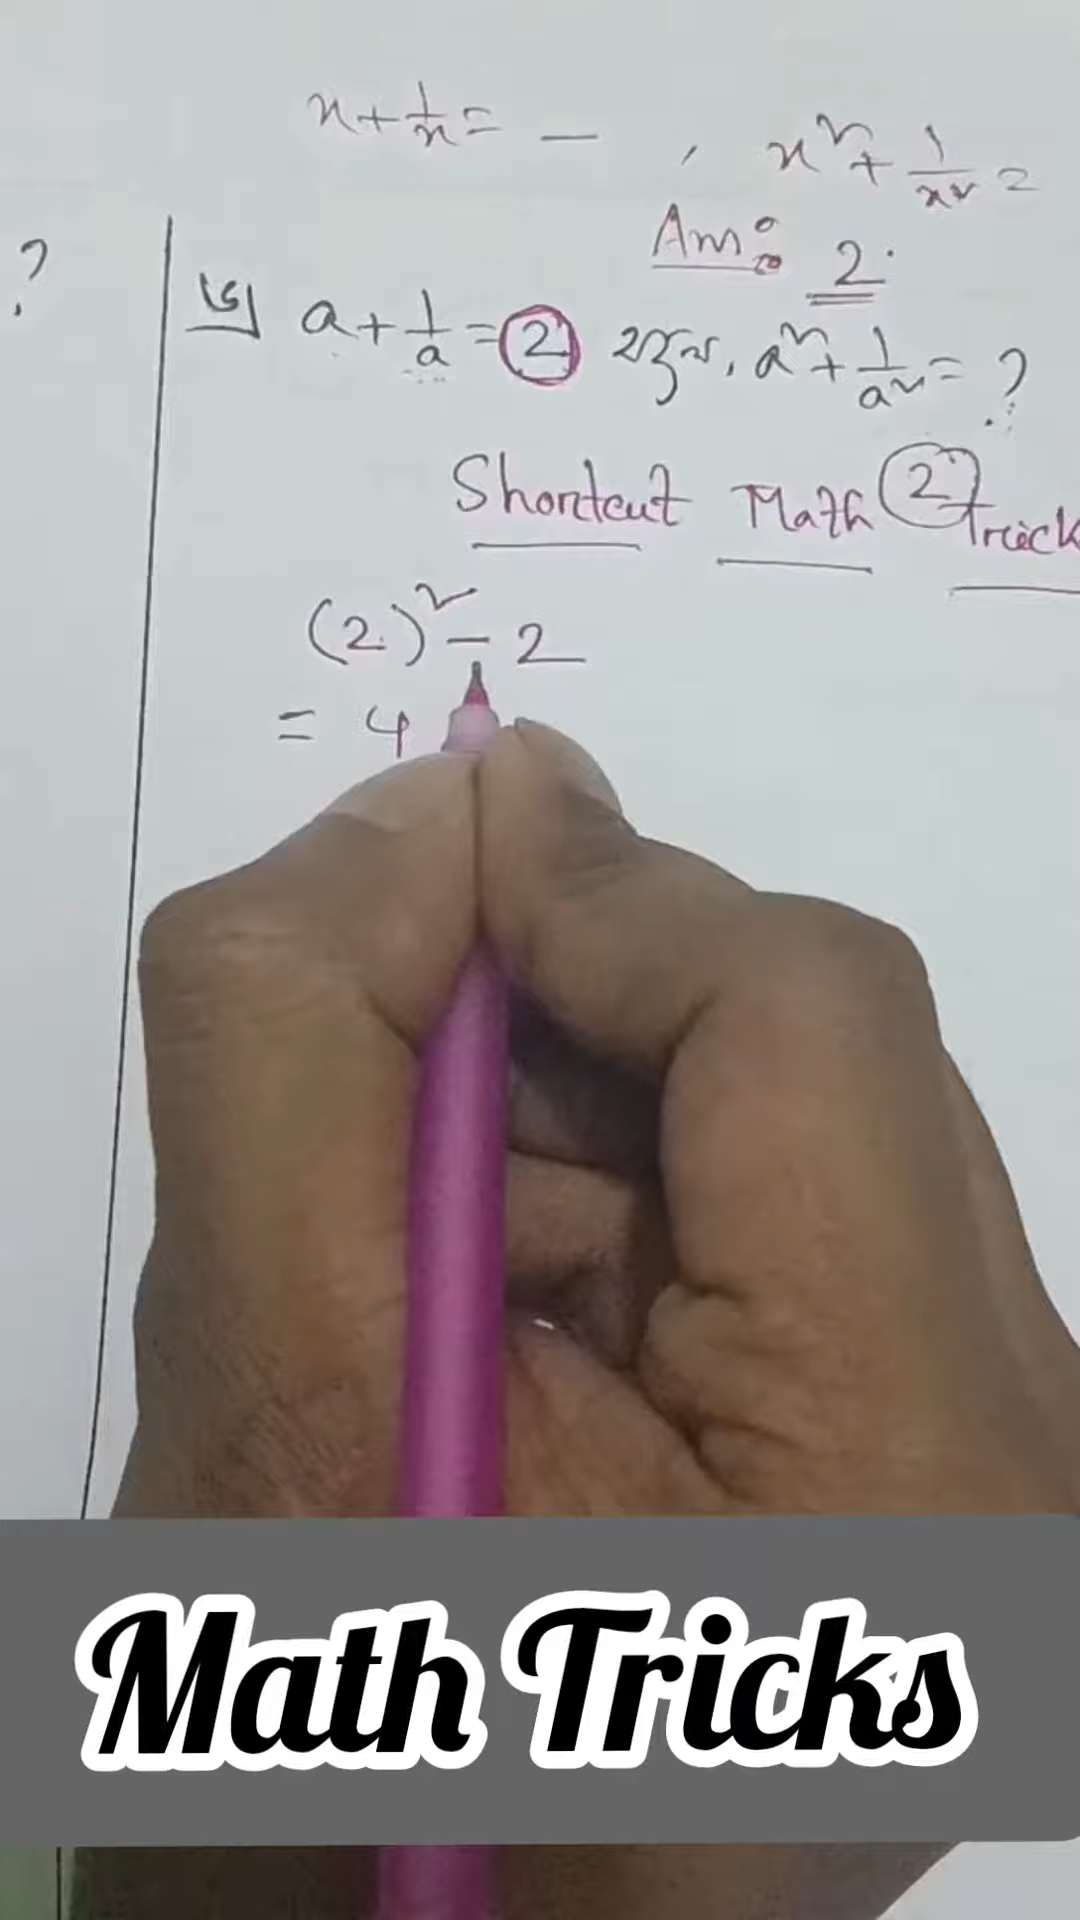 x + 1/x = — , x² + 1/x² =
Ans: 2.
?
a + 1/a = 2 হলে, a² + 1/a² = ?
Shortcut Math 2 Trick
(2)² - 2
= 4
Math Tricks